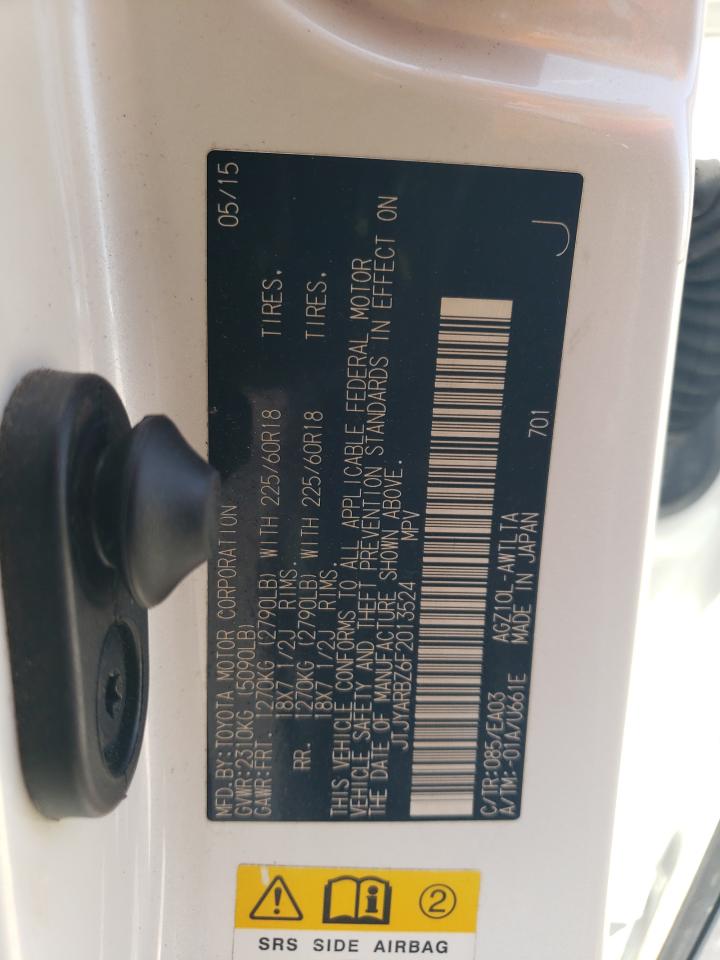 MFD.BY:TOYOTA MOTOR CORPORATION 05/15
GVWR:2310KG (5090LB)
GAWR:FRT. 1270KG (2790LB) WITH 225/60R18 TIRES,
18X7 1/2J RIMS.
RR. 1270KG (2790LB) WITH 225/60R18 TIRES,
18X7 1/2J RIMS.
THIS VEHICLE CONFORMS TO ALL APPLICABLE FEDERAL MOTOR
VEHICLE SAFETY AND THEFT PREVENTION STANDARDS IN EFFECT ON
THE DATE OF MANUFACTURE SHOWN ABOVE.
JTJYARBZ6F2013524 MPV
C/TR:085/EA03 AGZ10L-AWTLTA 701
A/TM:-01A/U661E MADE IN JAPAN
J
2
SRS SIDE AIRBAG